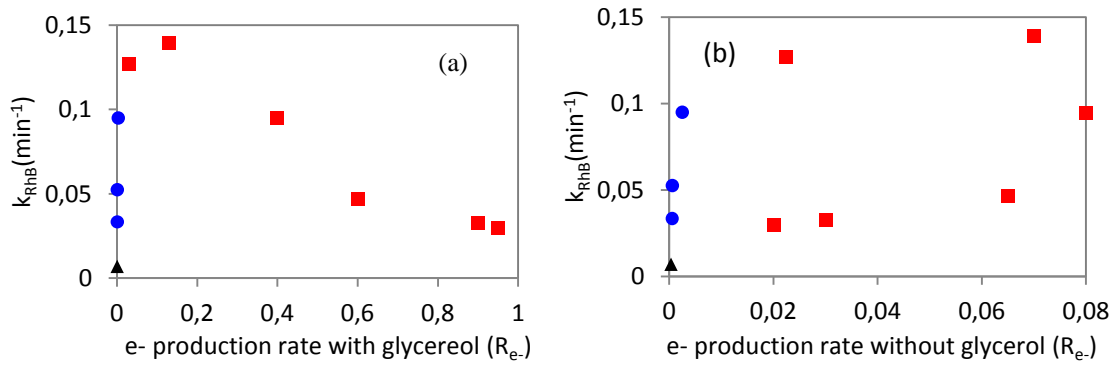 0,15
0,1
0,05
0
k_RhB(min⁻¹)
(a)
0 0,2 0,4 0,6 0,8 1
e- production rate with glycereol (R_e-)
0,15
0,1
0,05
0
k_RhB(min⁻¹)
(b)
0 0,02 0,04 0,06 0,08
e- production rate without glycerol (R_e-)